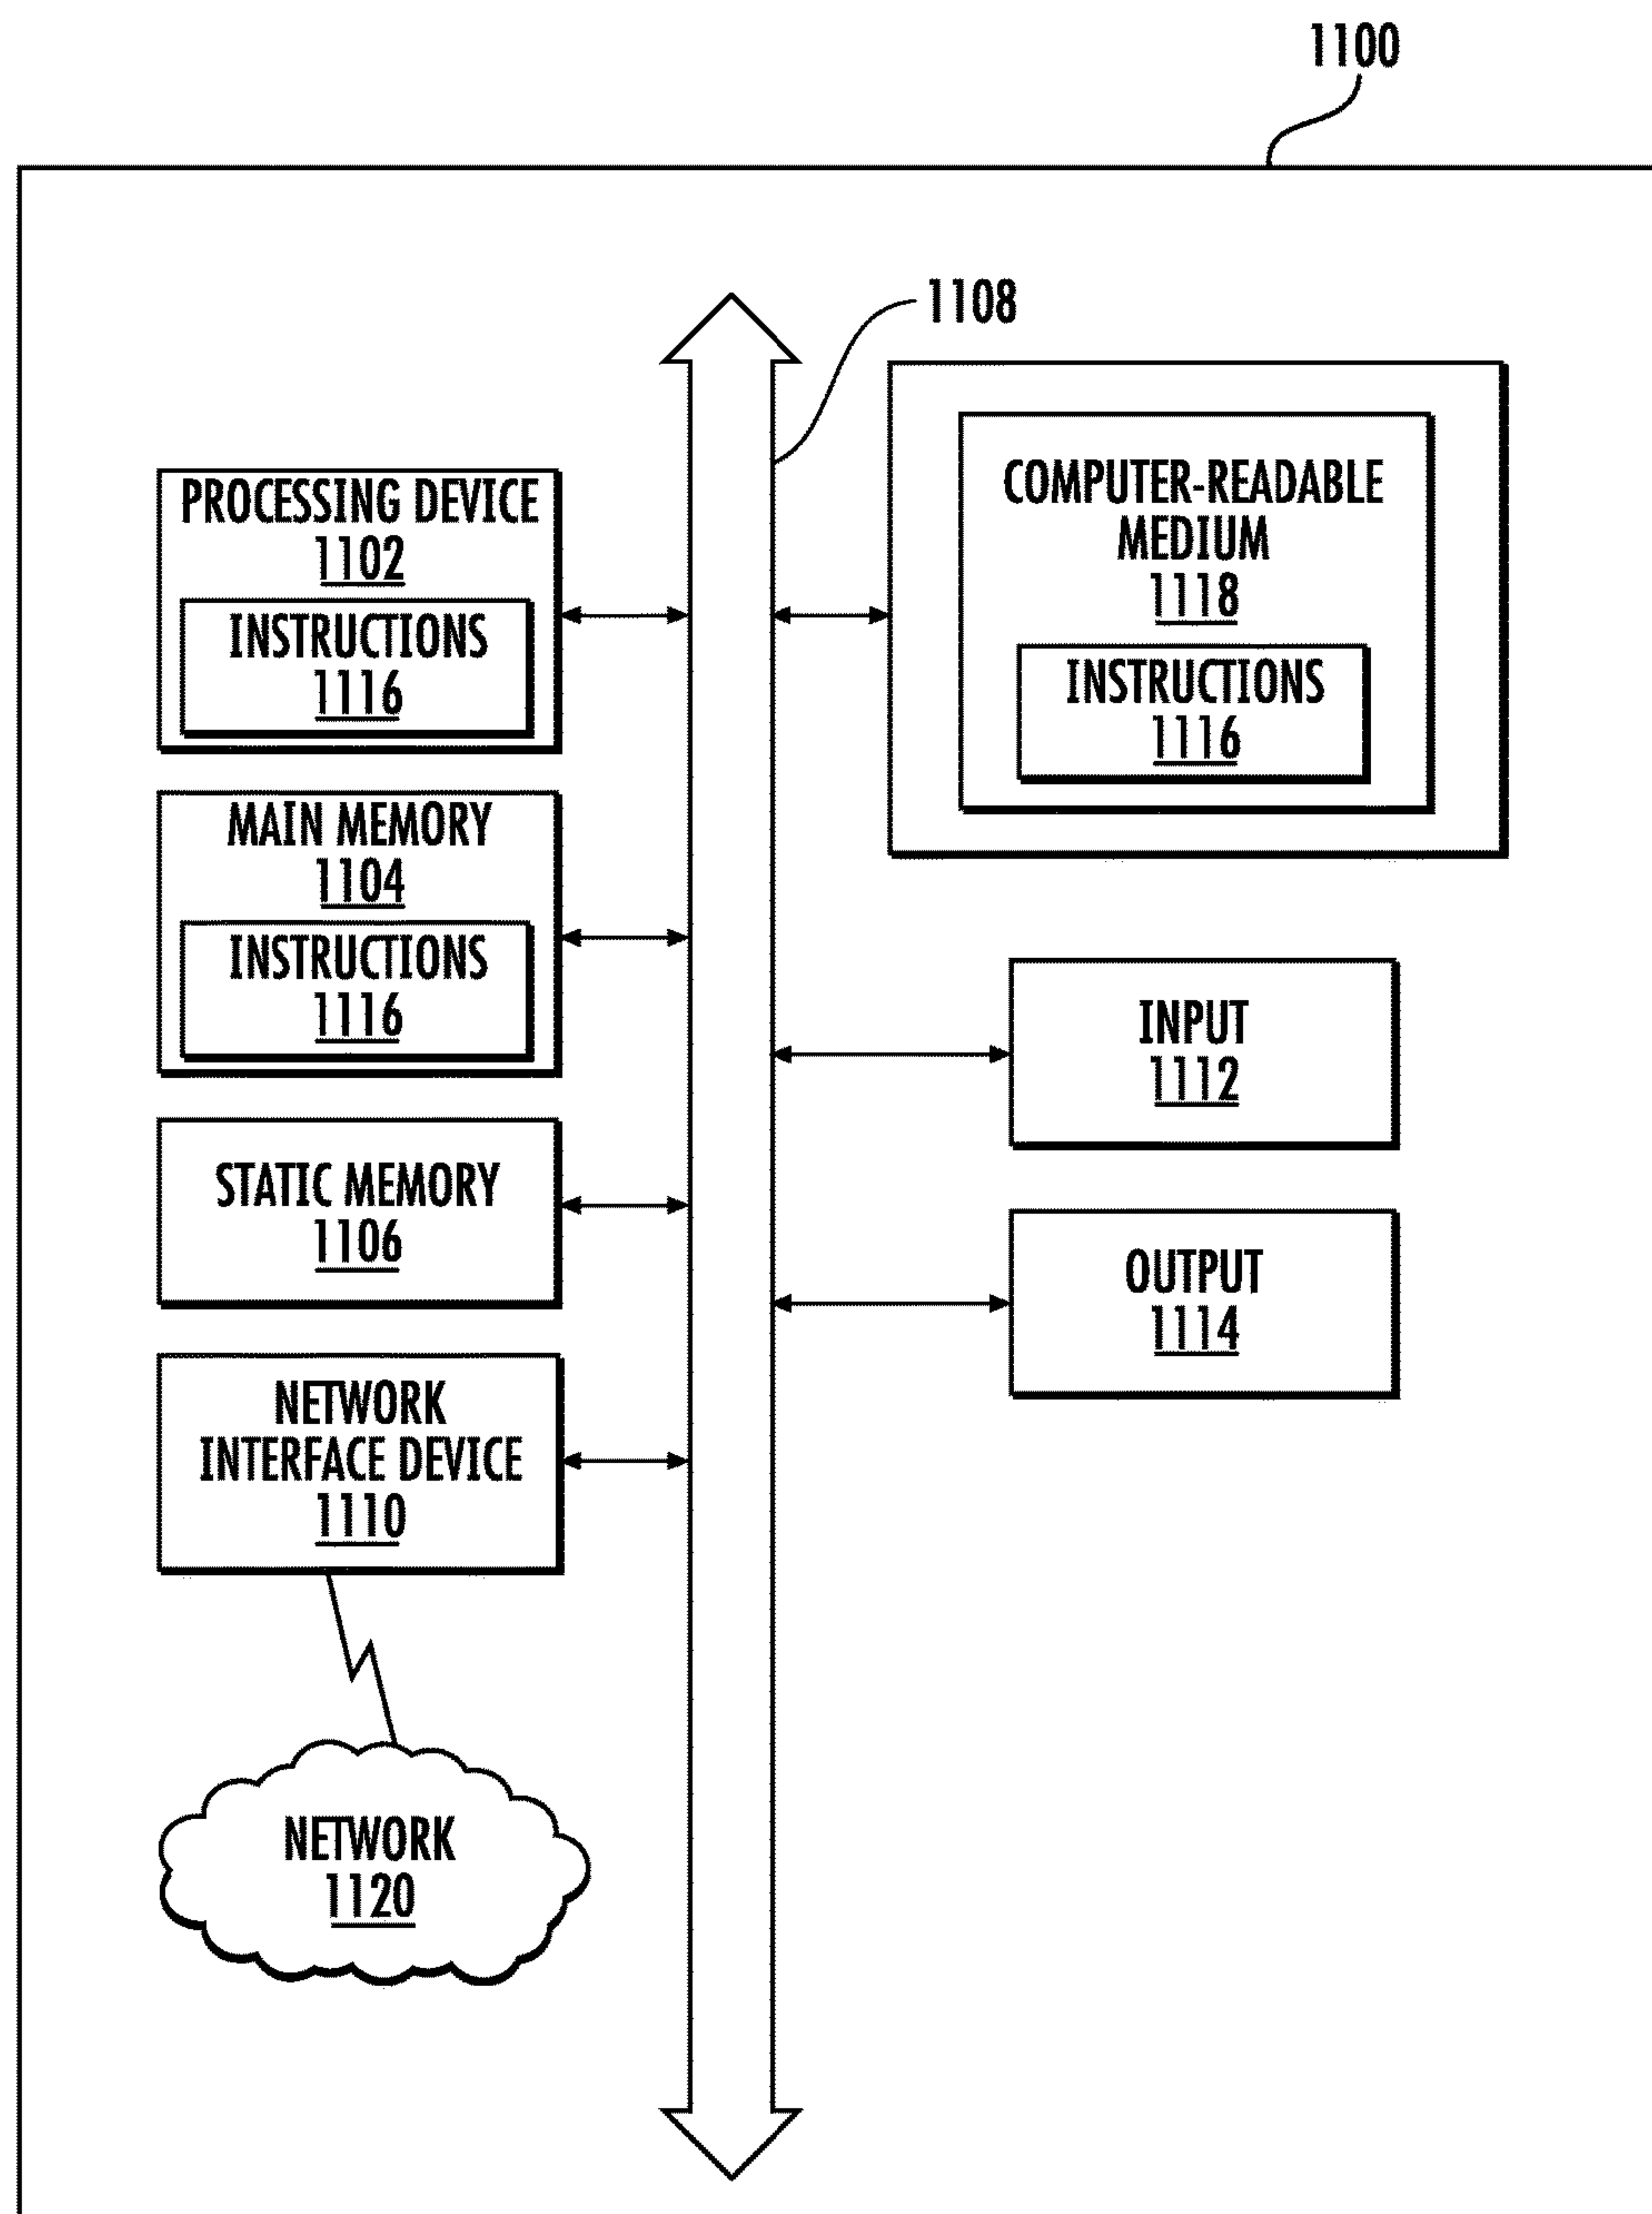 1100
1108
PROCESSING DEVICE
1102
INSTRUCTIONS
1116
MAIN MEMORY
1104
INSTRUCTIONS
1116
STATIC MEMORY
1106
NETWORK
INTERFACE DEVICE
1110
NETWORK
1120
COMPUTER-READABLE
MEDIUM
1118
INSTRUCTIONS
1116
INPUT
1112
OUTPUT
1114